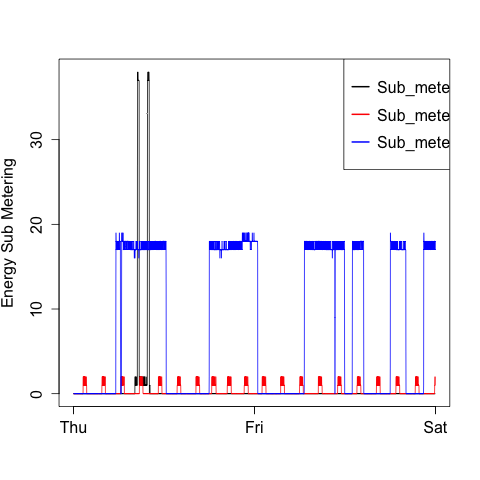 Sub_mete
Sub_mete
Sub_mete
Energy Sub Metering
30
20
10
0
Thu Fri Sat